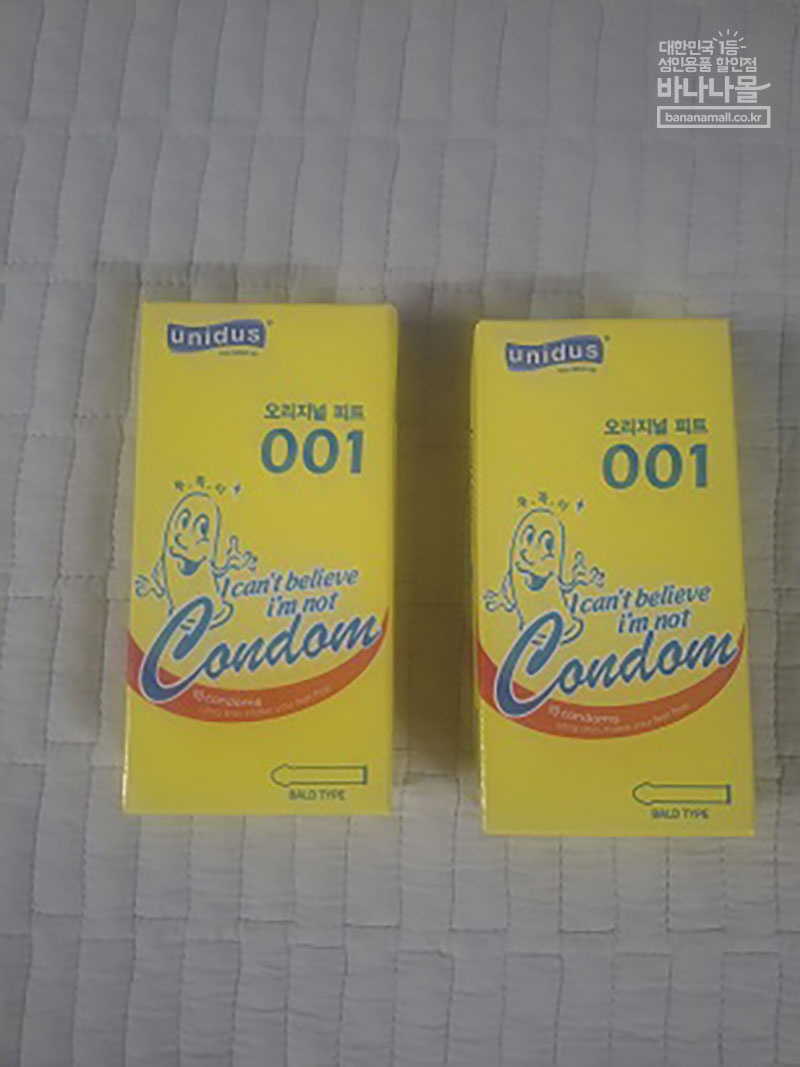 대한민국 1등
성인용품 할인점
바나나몰
bananamall.co.kr
unidus
오리지널 피트
001
I can't believe
i'm not
Condom
BALD TYPE
unidus
오리지널 피트
001
I can't believe
i'm not
Condom
10 condoms
BALD TYPE